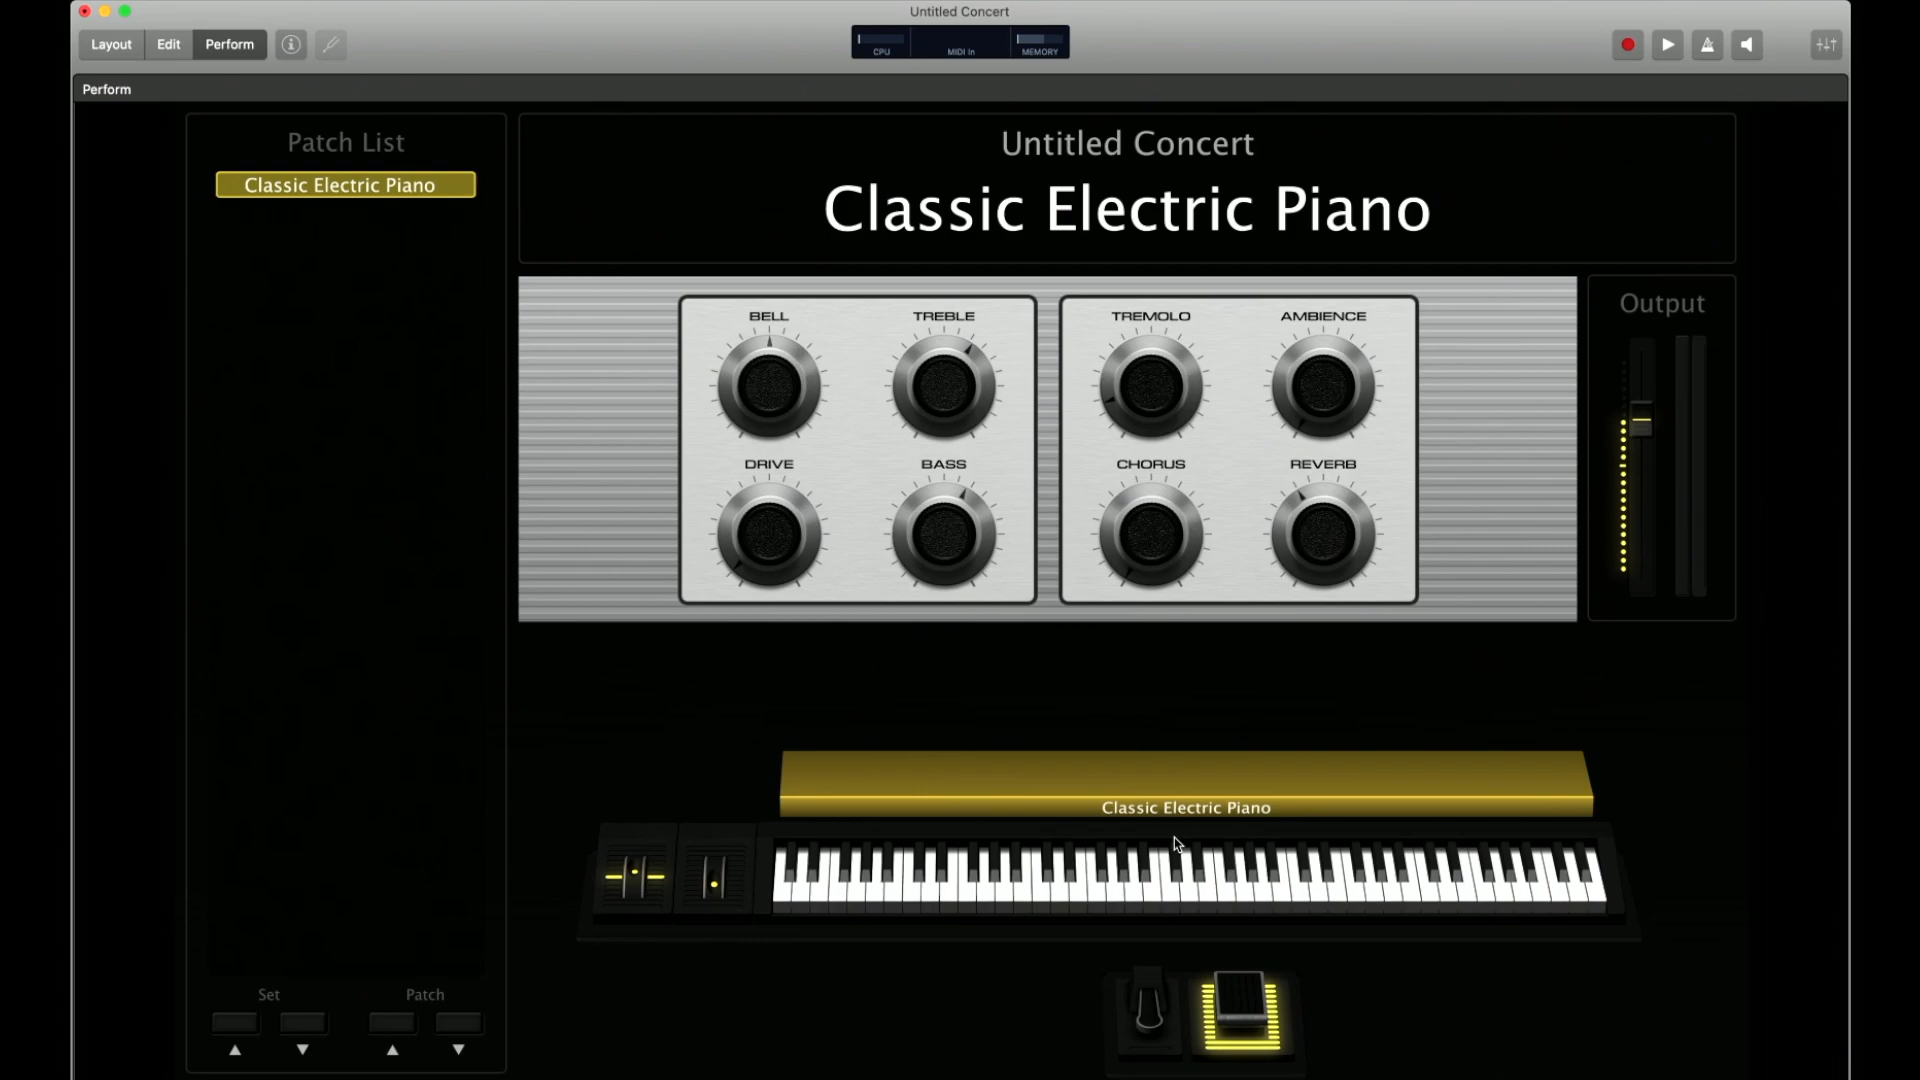 Untitled Concert
Layout Edit Perform
CPU MIDI In MEMORY
Perform
Patch List
Classic Electric Piano
Untitled Concert
Classic Electric Piano
BELL TREBLE TREMOLO AMBIENCE
DRIVE BASS CHORUS REVERB
Output
Classic Electric Piano
Set Patch